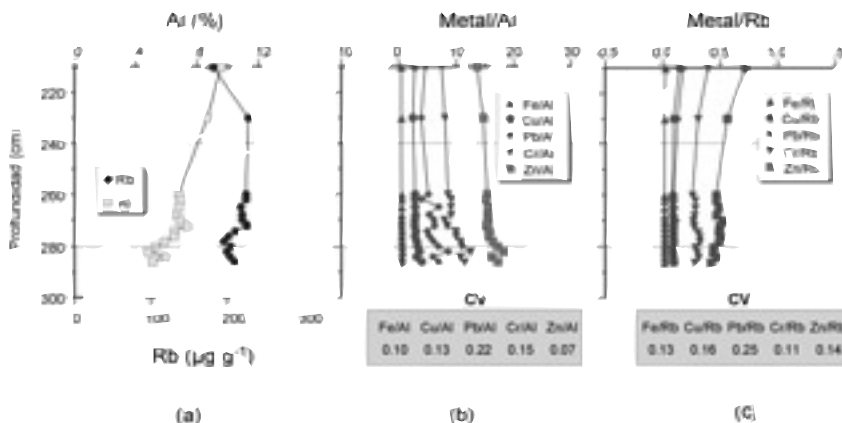 Al (%)
0 4 8 12
220
240
260
280
300
Profundidad (cm)
Rb
Al
0 100 200 300
Rb (µg g⁻¹)
(a)
Metal/Al
0 10 20 30
Fe/Al
Cu/Al
Pb/Al
Cr/Al
Zn/Al
CV
Fe/Al Cu/Al Pb/Al Cr/Al Zn/Al
0.10 0.13 0.22 0.15 0.07
(b)
Metal/Rb
0.0 0.5
Fe/Rb
Cu/Rb
Pb/Rb
Cr/Rb
Zn/Rb
CV
Fe/Rb Cu/Rb Pb/Rb Cr/Rb Zn/Rb
0.13 0.16 0.25 0.11 0.14
(c)